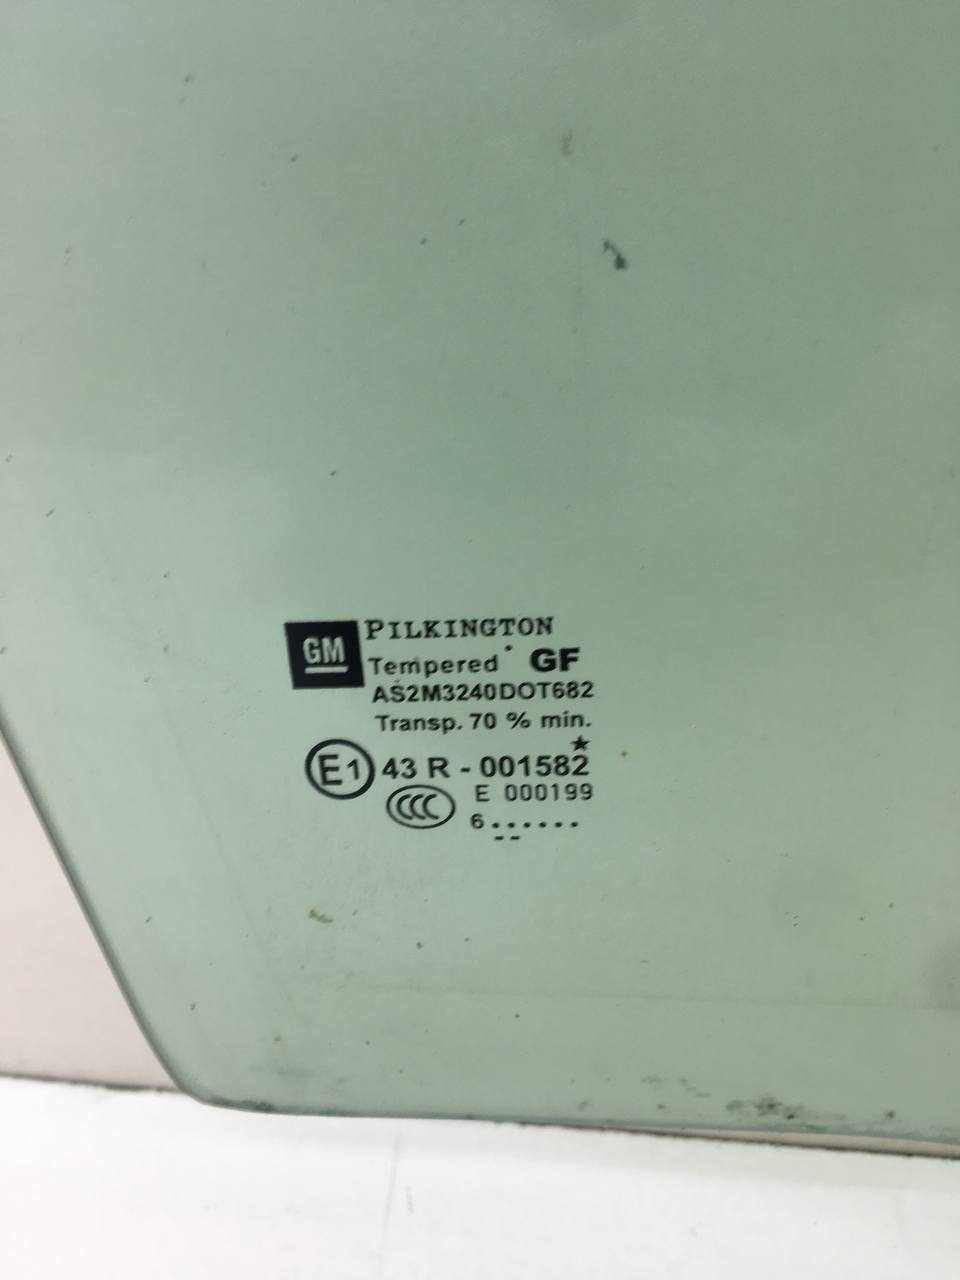 GM PILKINGTON
Tempered GF
AS2M3240DOT682
Transp. 70 % min.
E1 43 R - 001582
CCC E 000199
6......